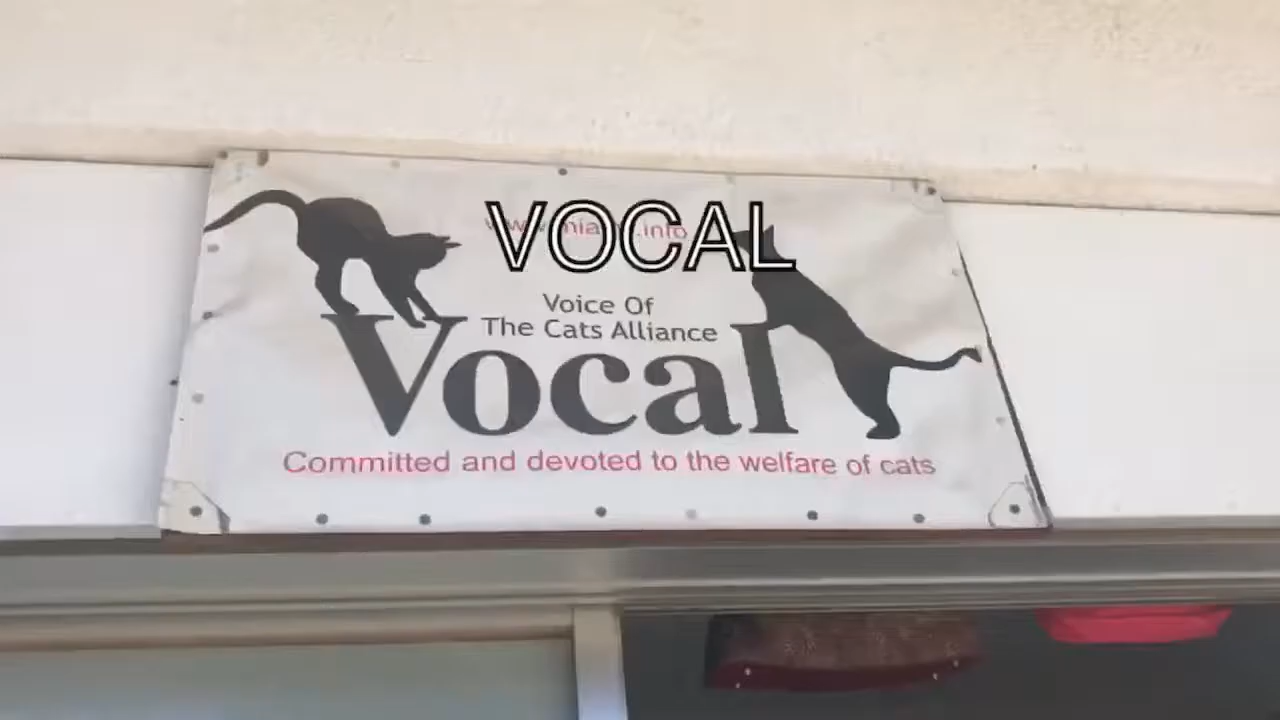 VOCAL
Voice Of
The Cats Alliance
Vocal
Committed and devoted to the welfare of cats